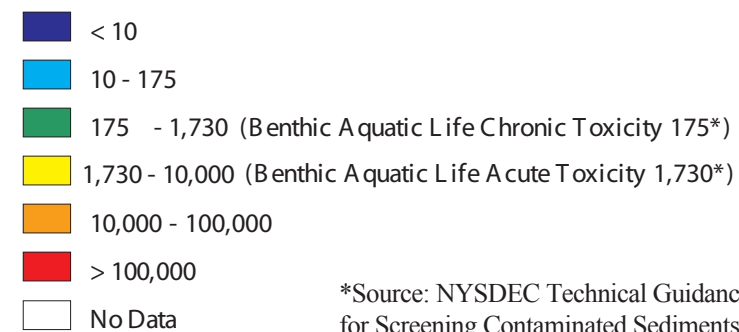 < 10
10 - 175
175 - 1,730 (Benthic Aquatic Life Chronic Toxicity 175*)
1,730 - 10,000 (Benthic Aquatic Life Acute Toxicity 1,730*)
10,000 - 100,000
> 100,000
*Source: NYSDEC Technical Guidanc
No Data
for Screening Contaminated Sediments